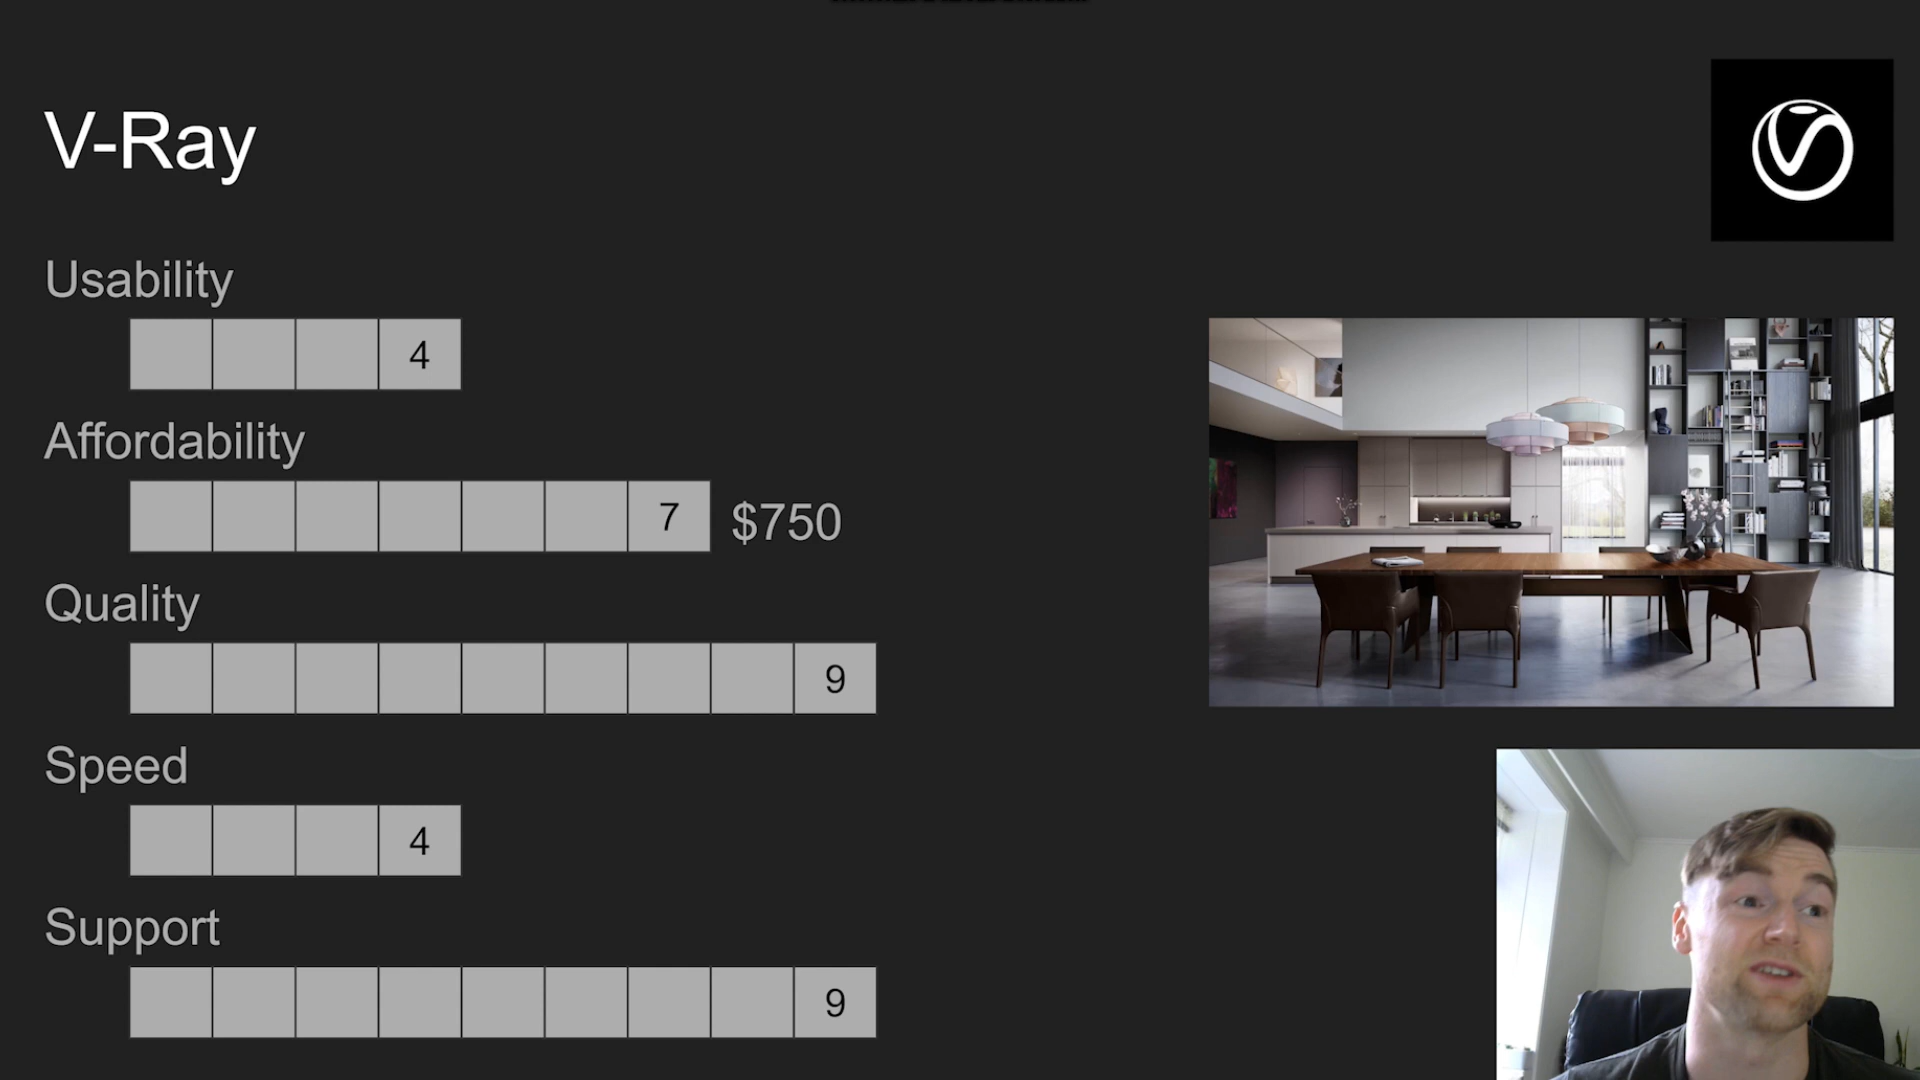 V-Ray
Usability
4
Affordability
7 $750
Quality
9
Speed
4
Support
9